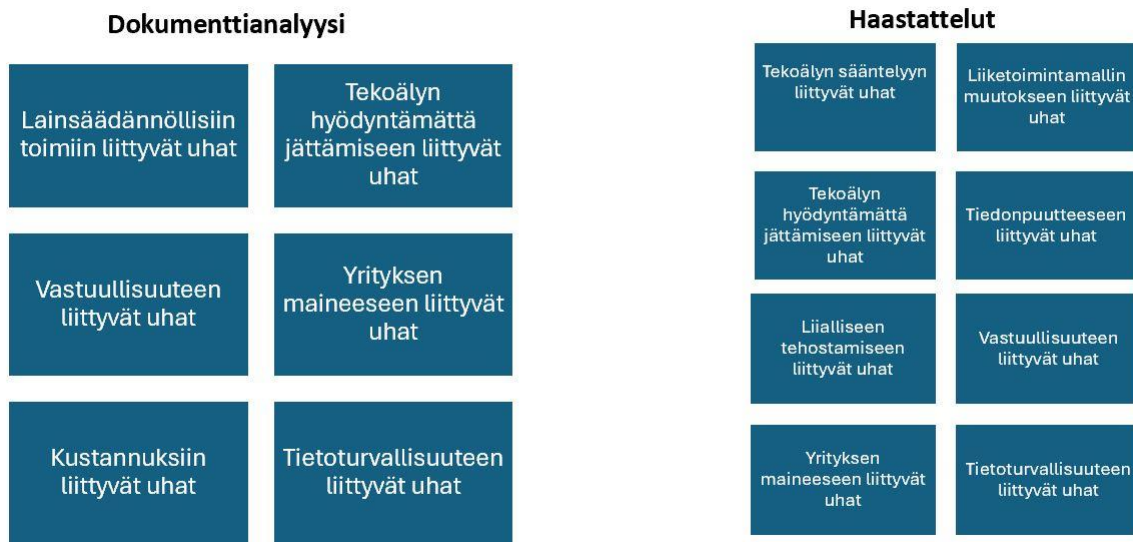 Dokumenttianalyysi
Lainsäädännöllisiin
toimiin liittyvät uhat
Tekoälyn
hyödyntämättä
jättämiseen liittyvät
uhat
Vastuullisuuteen
liittyvät uhat
Yrityksen
maineeseen liittyvät
uhat
Kustannuksiin
liittyvät uhat
Tietoturvallisuuteen
liittyvät uhat
Haastattelut
Tekoälyn sääntelyyn
liittyvät uhat
Liiketoimintamallin
muutokseen liittyvät
uhat
Tekoälyn
hyödyntämättä
jättämiseen liittyvät
uhat
Tiedonpuutteeseen
liittyvät uhat
Liialliseen
tehostamiseen
liittyvät uhat
Vastuullisuuteen
liittyvät uhat
Yrityksen
maineeseen liittyvät
uhat
Tietoturvallisuuteen
liittyvät uhat